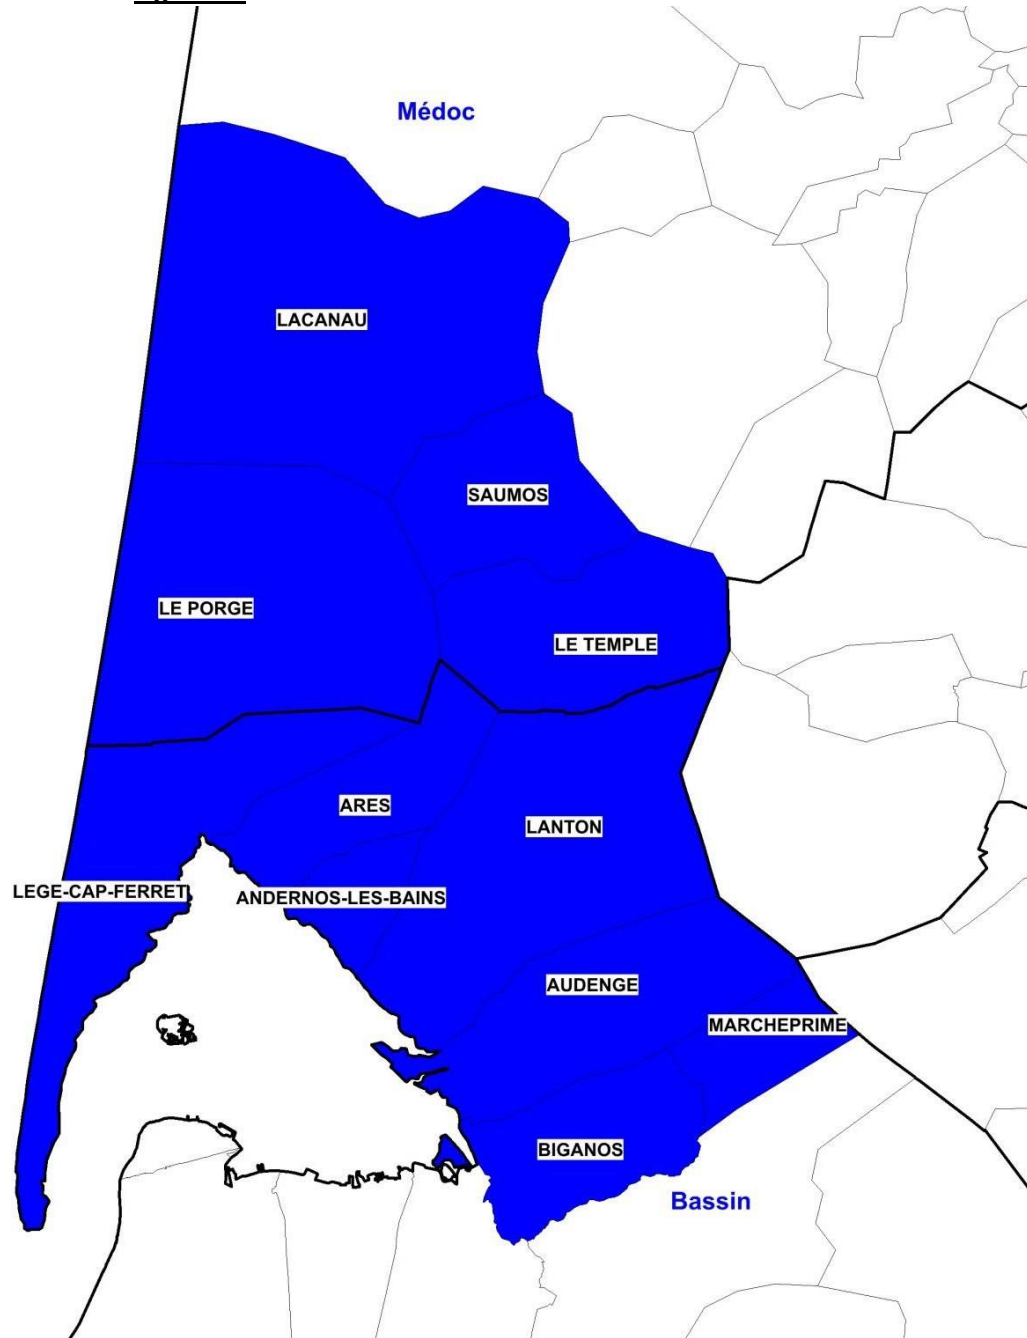 Médoc
LACANAU
SAUMOS
LE PORGE
LE TEMPLE
ARES
LANTON
LEGE-CAP-FERRET
ANDERNOS-LES-BAINS
AUDENGE
MARCHEPRIME
BIGANOS
Bassin